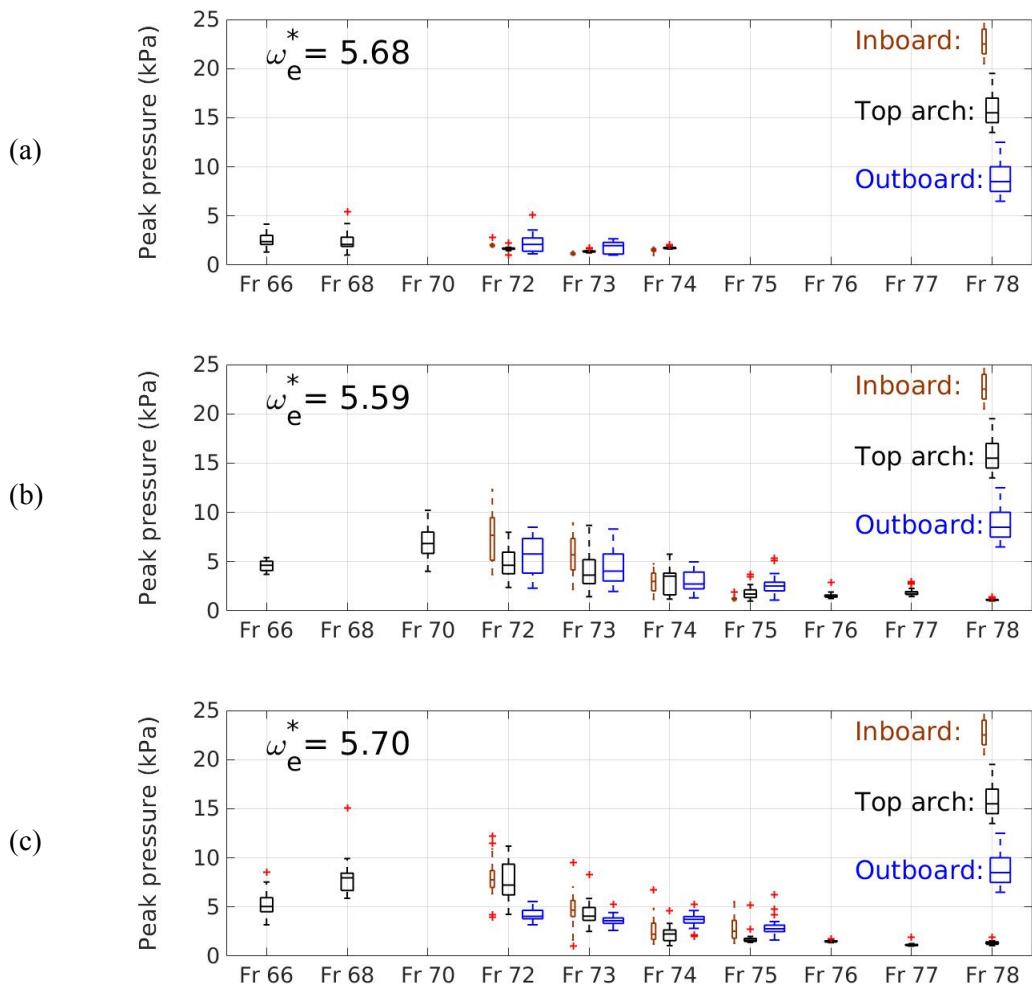 (a)
Peak pressure (kPa)
25
20
15
10
5
0
ω*e = 5.68
Inboard:
Top arch:
Outboard:
Fr 66 Fr 68 Fr 70 Fr 72 Fr 73 Fr 74 Fr 75 Fr 76 Fr 77 Fr 78
(b)
Peak pressure (kPa)
25
20
15
10
5
0
ω*e = 5.59
Inboard:
Top arch:
Outboard:
Fr 66 Fr 68 Fr 70 Fr 72 Fr 73 Fr 74 Fr 75 Fr 76 Fr 77 Fr 78
(c)
Peak pressure (kPa)
25
20
15
10
5
0
ω*e = 5.70
Inboard:
Top arch:
Outboard:
Fr 66 Fr 68 Fr 70 Fr 72 Fr 73 Fr 74 Fr 75 Fr 76 Fr 77 Fr 78